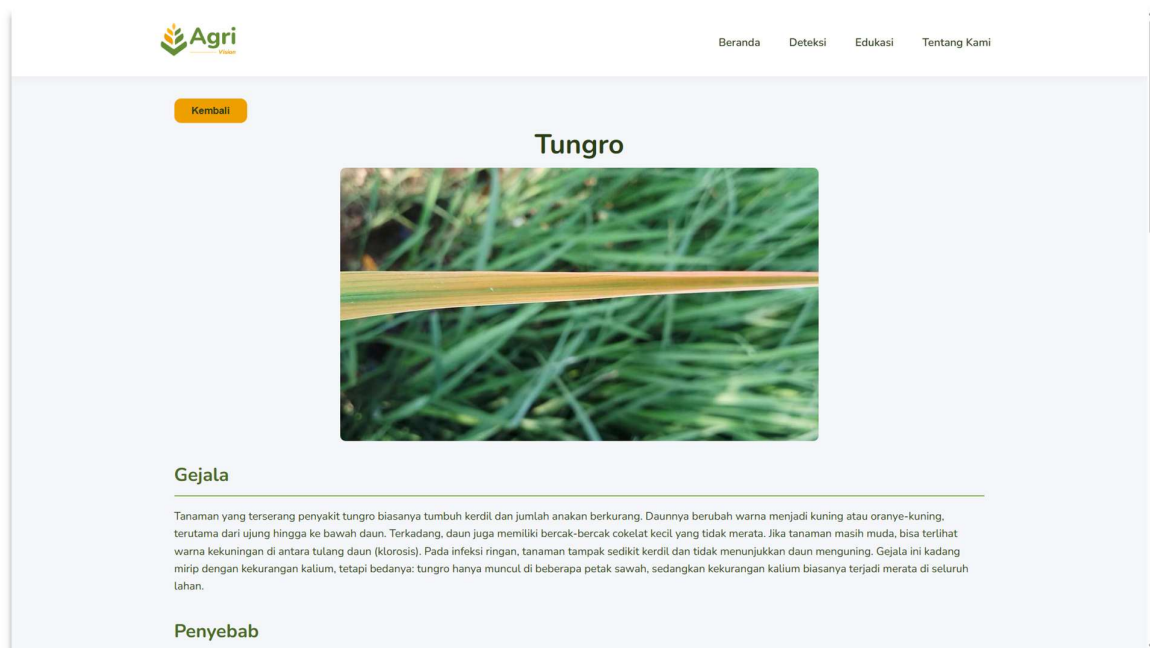 Agri
Vision
Beranda Deteksi Edukasi Tentang Kami
Kembali
Tungro
Gejala
Tanaman yang terserang penyakit tungro biasanya tumbuh kerdil dan jumlah anakan berkurang. Daunnya berubah warna menjadi kuning atau oranye-kuning,
terutama dari ujung hingga ke bawah daun. Terkadang, daun juga memiliki bercak-bercak cokelat kecil yang tidak merata. Jika tanaman masih muda, bisa terlihat
warna kekuningan di antara tulang daun (klorosis). Pada infeksi ringan, tanaman tampak sedikit kerdil dan tidak menunjukkan daun menguning. Gejala ini kadang
mirip dengan kekurangan kalium, tetapi bedanya: tungro hanya muncul di beberapa petak sawah, sedangkan kekurangan kalium biasanya terjadi merata di seluruh
lahan.
Penyebab